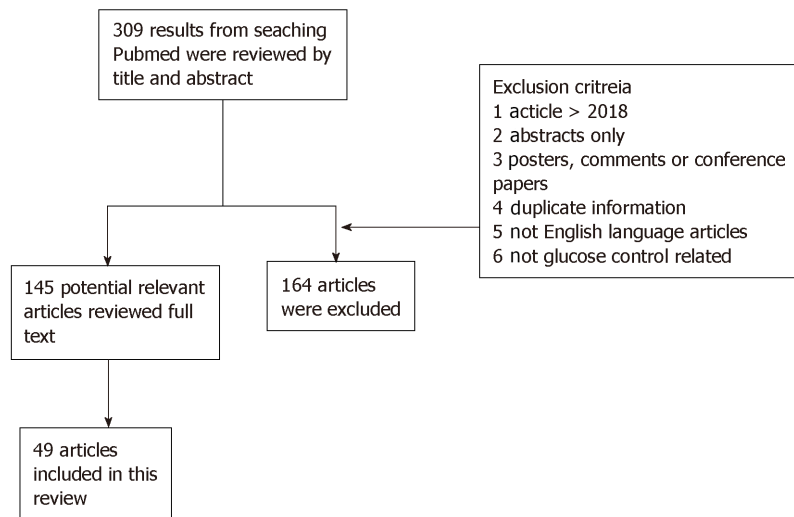 309 results from seaching
Pubmed were reviewed by
title and abstract
Exclusion critreia
1 acticle > 2018
2 abstracts only
3 posters, comments or conference
papers
4 duplicate information
5 not English language articles
6 not glucose control related
145 potential relevant
articles reviewed full
text
164 articles
were excluded
49 articles
included in this
review